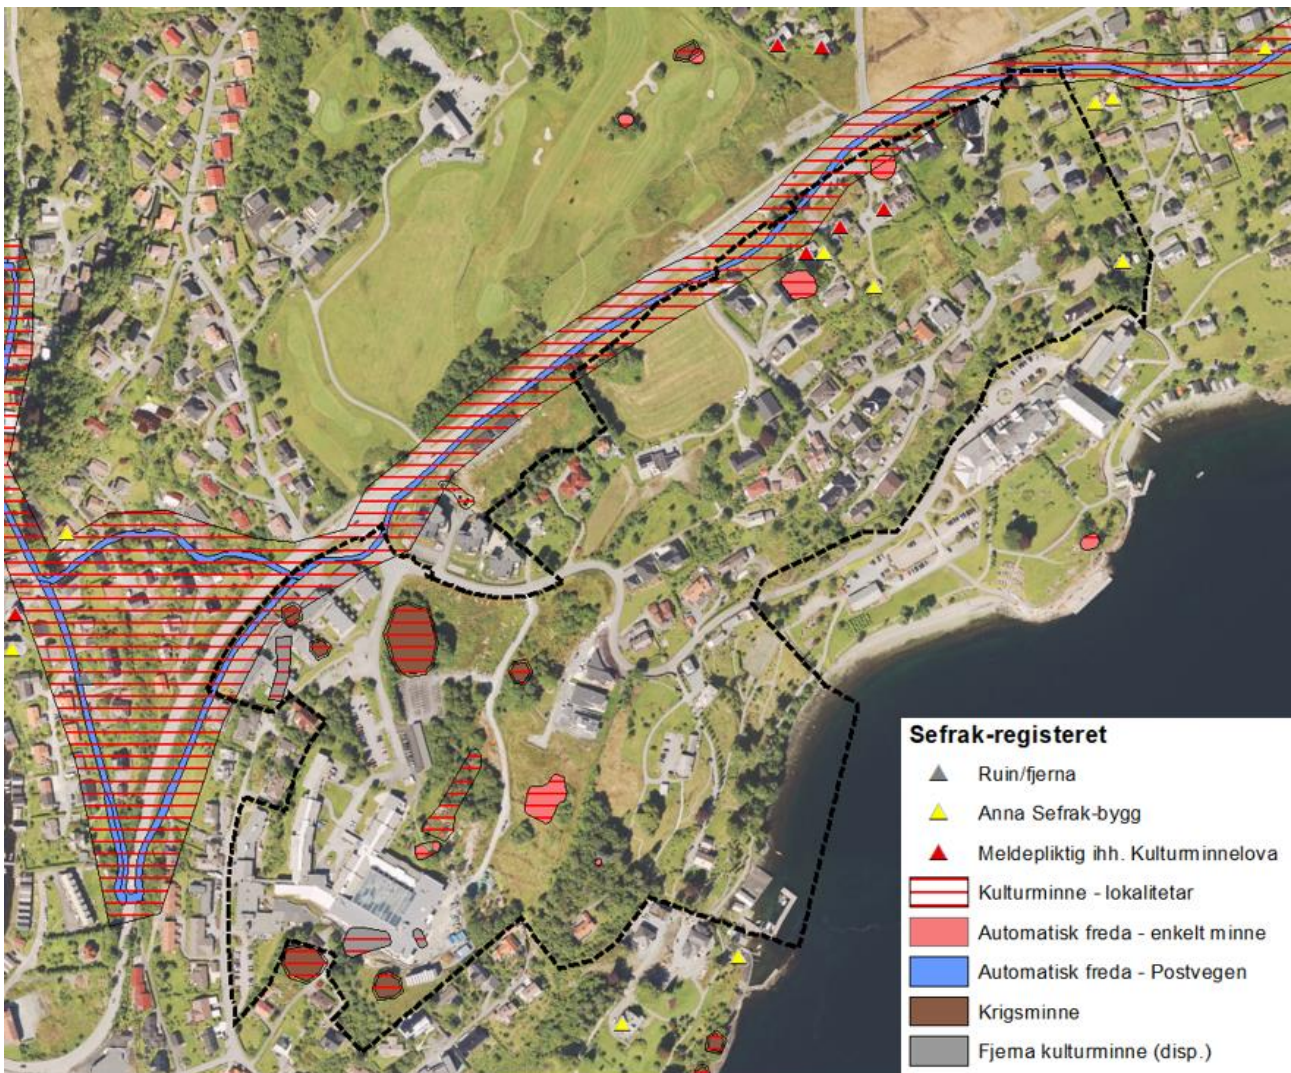 Sefrak-registeret
Ruin/fjerna
Anna Sefrak-bygg
Meldepliktig ihh. Kulturminnelova
Kulturminne - lokalitetar
Automatisk freda - enkelt minne
Automatisk freda - Postvegen
Krigsminne
Fjerna kulturminne (disp.)